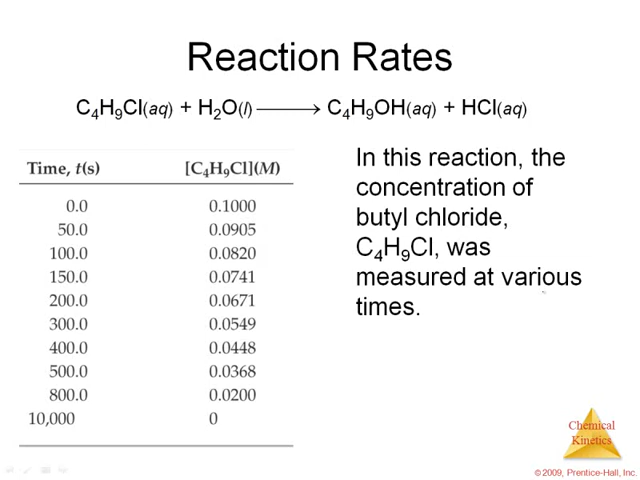 Reaction Rates
C₄H₉Cl(aq) + H₂O(l) ⟶ C₄H₉OH(aq) + HCl(aq)
Time, t(s) [C₄H₉Cl](M)
0.0 0.1000
50.0 0.0905
100.0 0.0820
150.0 0.0741
200.0 0.0671
300.0 0.0549
400.0 0.0448
500.0 0.0368
800.0 0.0200
10,000 0
In this reaction, the
concentration of
butyl chloride,
C₄H₉Cl, was
measured at various
times.
Chemical
Kinetics
© 2009, Prentice-Hall, Inc.